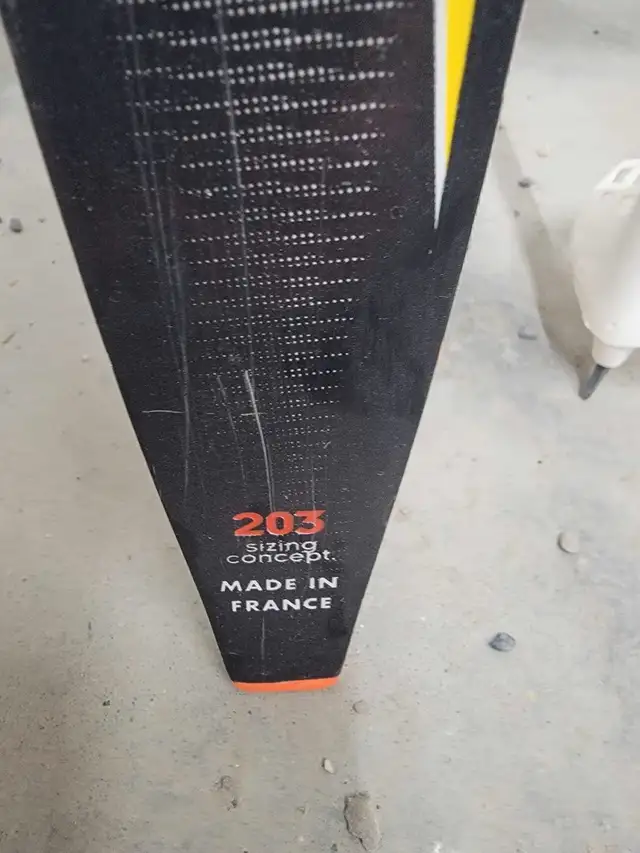 203
sizing
concept.
MADE IN
FRANCE